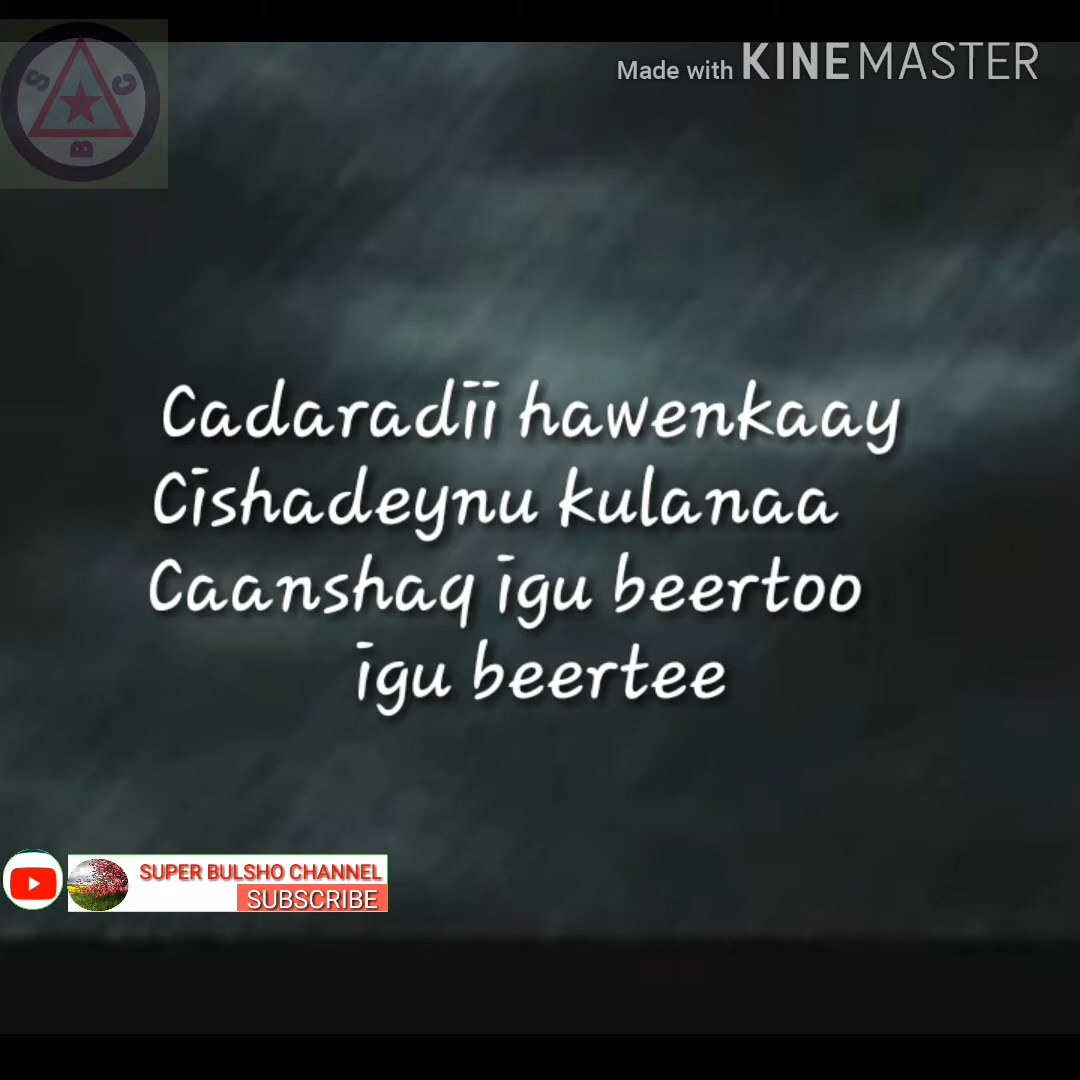 Made with KINEMASTER
S C
B
Cadaradii hawenkaay
Cishadeynu kulanaa
Caanshaq igu beertoo
igu beertee
SUPER BULSHO CHANNEL
SUBSCRIBE